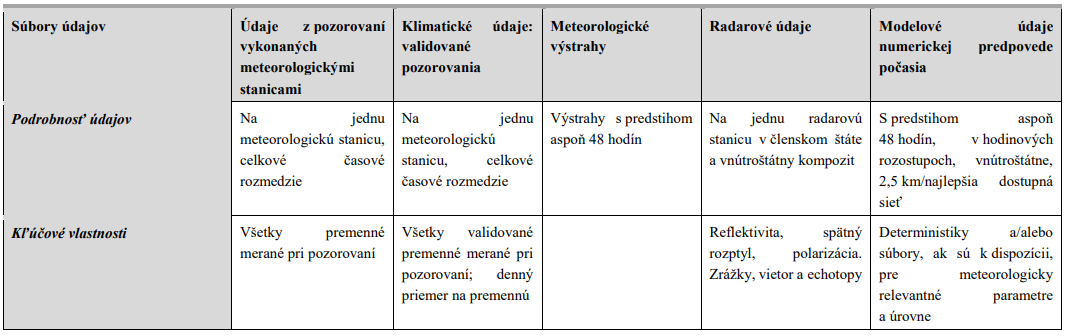 Súbory údajov
Údaje z pozorovaní
vykonaných
meteorologickými
stanicami
Klimatické údaje:
validované
pozorovania
Meteorologické
výstrahy
Radarové údaje
Modelové údaje
numerickej predpovede
počasia
Podrobnosť údajov
Na jednu
meteorologickú stanicu,
celkové časové
rozmedzie
Na jednu
meteorologickú
stanicu, celkové
časové rozmedzie
Výstrahy s predstihom
aspoň 48 hodín
Na jednu radarovú
stanicu v členskom štáte
a vnútroštátny kompozit
S predstihom aspoň
48 hodín, v hodinových
rozostupoch, vnútroštátne,
2,5 km/najlepšia dostupná
sieť
Kľúčové vlastnosti
Všetky premenné
merané pri pozorovaní
Všetky validované
premenné merané pri
pozorovaní; denný
priemer na premennú
Reflektivita, spätný
rozptyl, polarizácia.
Zrážky, vietor a echotopy
Deterministiky a/alebo
súbory, ak sú k dispozícii,
pre meteorologicky
relevantné parametre
a úrovne